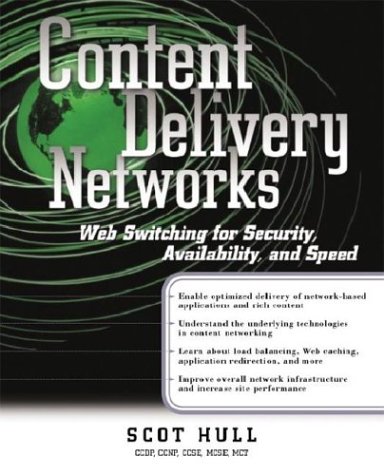 Content
Delivery
Networks
Web Switching for Security,
Availability, and Speed
Enable optimized delivery of network-based
applications and rich content
Understand the underlying technologies
in content networking
Learn about load balancing, Web caching,
application redirection, and more
Improve overall network infrastructure
and increase site performance
SCOT HULL
CCDP, CCNP, CCSE, MCSE, MCT